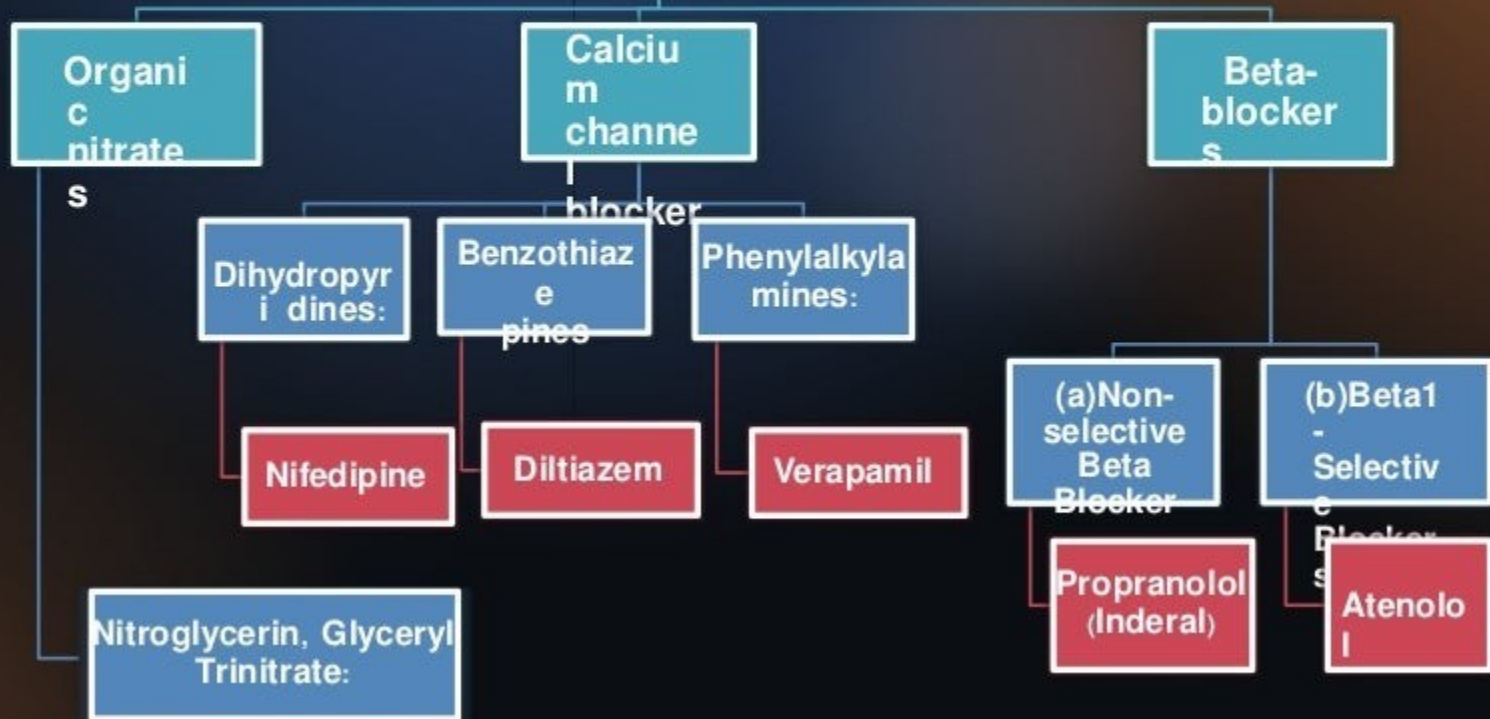 Organi
c
nitrate
s
Calciu
m
channe
l
blocker
Beta-
blocker
s
Dihydropyr
i dines:
Benzothiaz
e
pines
Phenylalkyla
mines:
Nifedipine
Diltiazem
Verapamil
(a)Non-
selective
Beta
Blocker
(b)Beta1
-
Selectiv
e
Blocker
s
Propranolol
(Inderal)
Atenolo
l
Nitroglycerin, Glyceryl
Trinitrate: